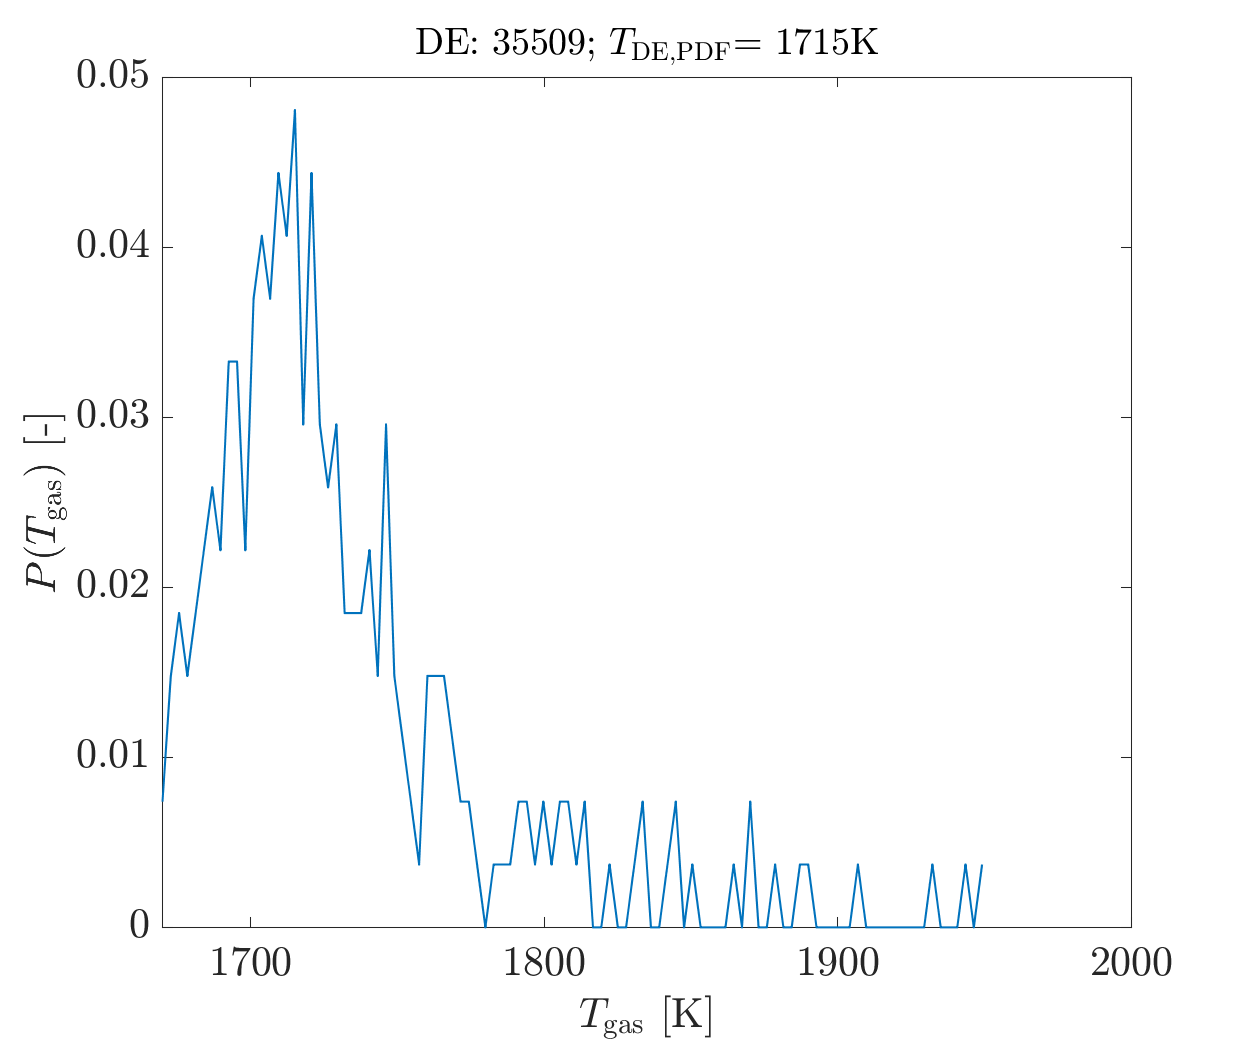 DE: 35509; T_DE,PDF= 1715K
0.05
0.04
0.03
0.02
0.01
0
P(T_gas) [-]
1700 1800 1900 2000
T_gas [K]